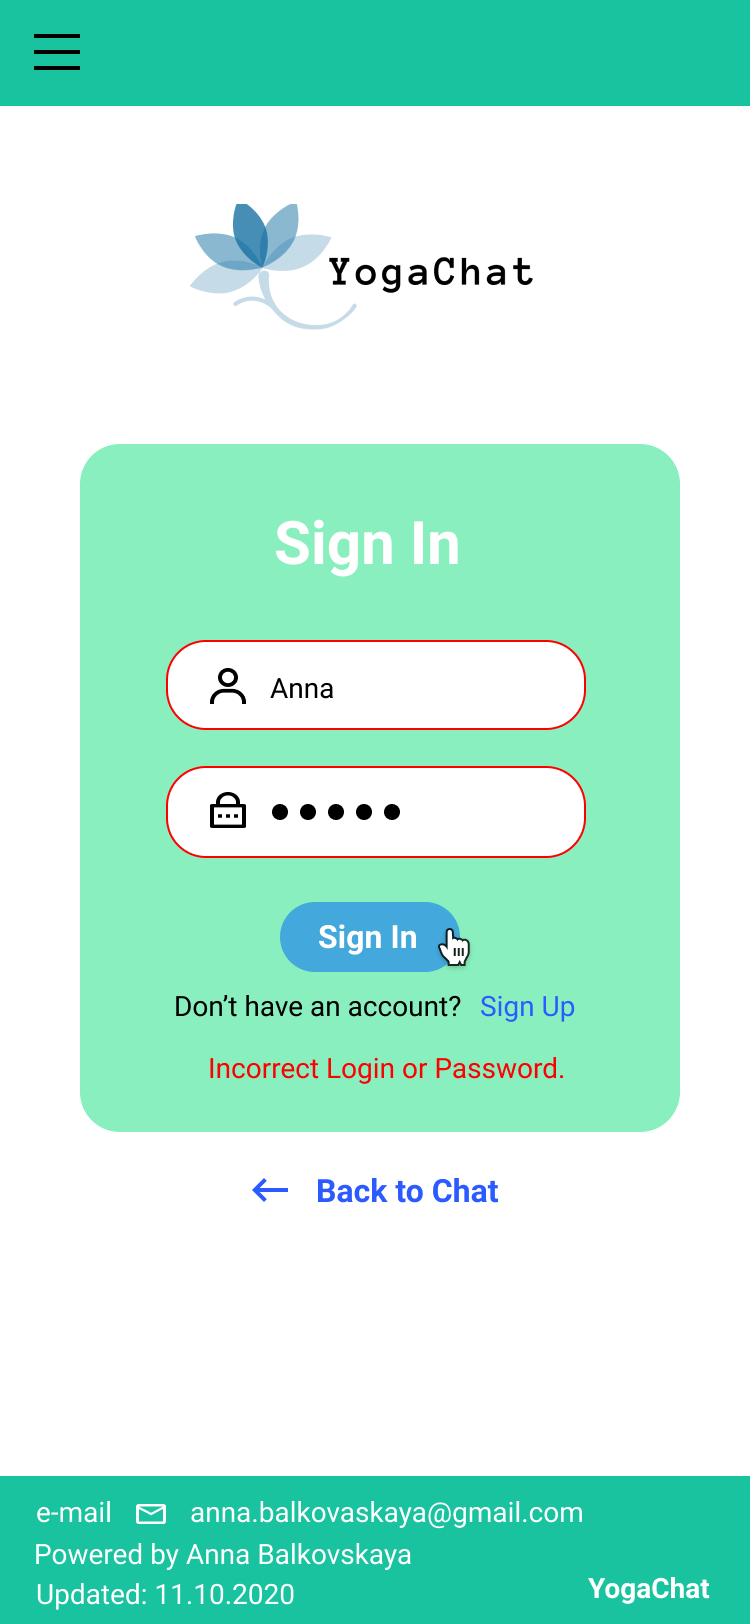 YogaChat
Sign In
Anna
Sign In
Don't have an account? Sign Up
Incorrect Login or Password.
Back to Chat
e-mail anna.balkovaskaya@gmail.com
Powered by Anna Balkovskaya
Updated: 11.10.2020
YogaChat